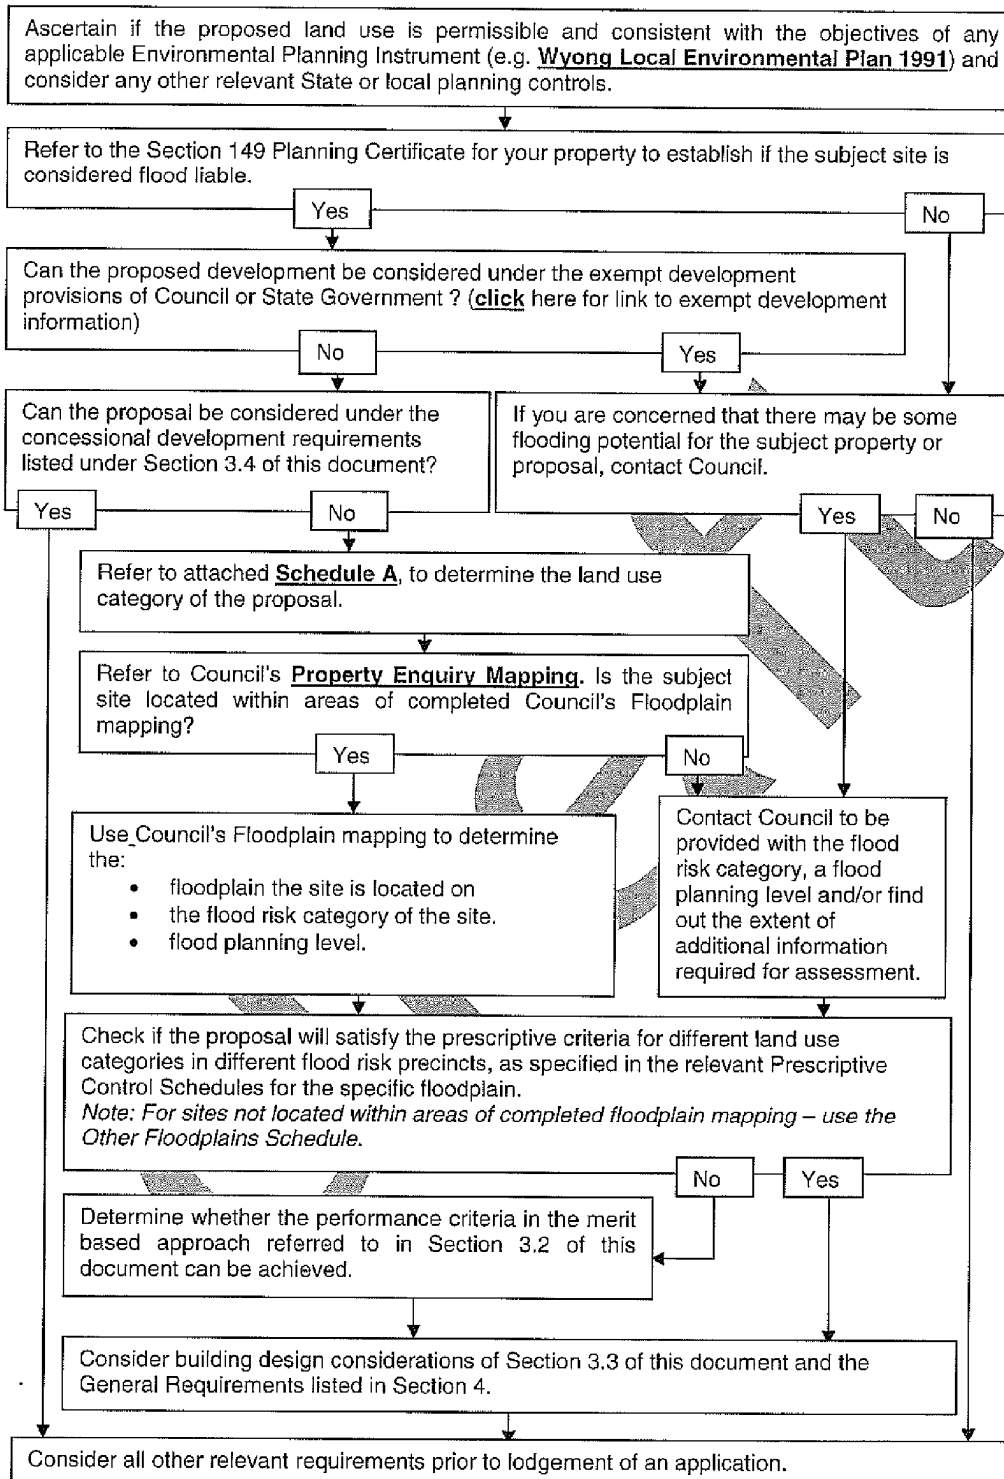 Ascertain if the proposed land use is permissible and consistent with the objectives of any
applicable Environmental Planning Instrument (e.g. Wyong Local Environmental Plan 1991) and
consider any other relevant State or local planning controls.
Refer to the Section 149 Planning Certificate for your property to establish if the subject site is
considered flood liable.
Yes
No
Can the proposed development be considered under the exempt development
provisions of Council or State Government ? (click here for link to exempt development
information)
No
Yes
Can the proposal be considered under the
concessional development requirements
listed under Section 3.4 of this document?
Yes
No
If you are concerned that there may be some
flooding potential for the subject property or
proposal, contact Council.
Yes
No
Refer to attached Schedule A, to determine the land use
category of the proposal.
Refer to Council's Property Enquiry Mapping. Is the subject
site located within areas of completed Council's Floodplain
mapping?
Yes
No
Use Council's Floodplain mapping to determine
the:
• floodplain the site is located on
• the flood risk category of the site.
• flood planning level.
Contact Council to be
provided with the flood
risk category, a flood
planning level and/or find
out the extent of
additional information
required for assessment.
Check if the proposal will satisfy the prescriptive criteria for different land use
categories in different flood risk precincts, as specified in the relevant Prescriptive
Control Schedules for the specific floodplain.
Note: For sites not located within areas of completed floodplain mapping – use the
Other Floodplains Schedule.
No
Yes
Determine whether the performance criteria in the merit
based approach referred to in Section 3.2 of this
document can be achieved.
Consider building design considerations of Section 3.3 of this document and the
General Requirements listed in Section 4.
Consider all other relevant requirements prior to lodgement of an application.